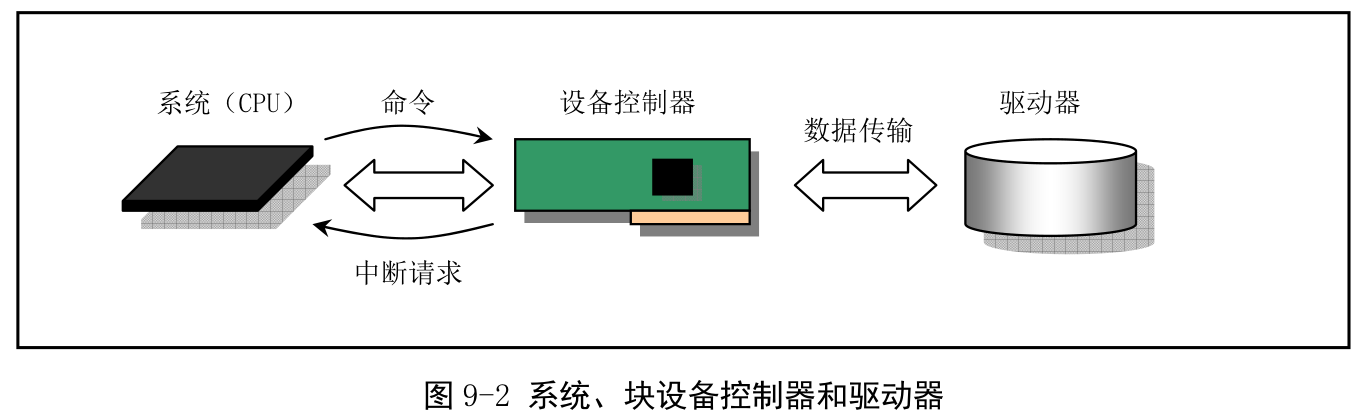 系统（CPU）
命令
设备控制器
数据传输
驱动器
中断请求
图 9-2 系统、块设备控制器和驱动器